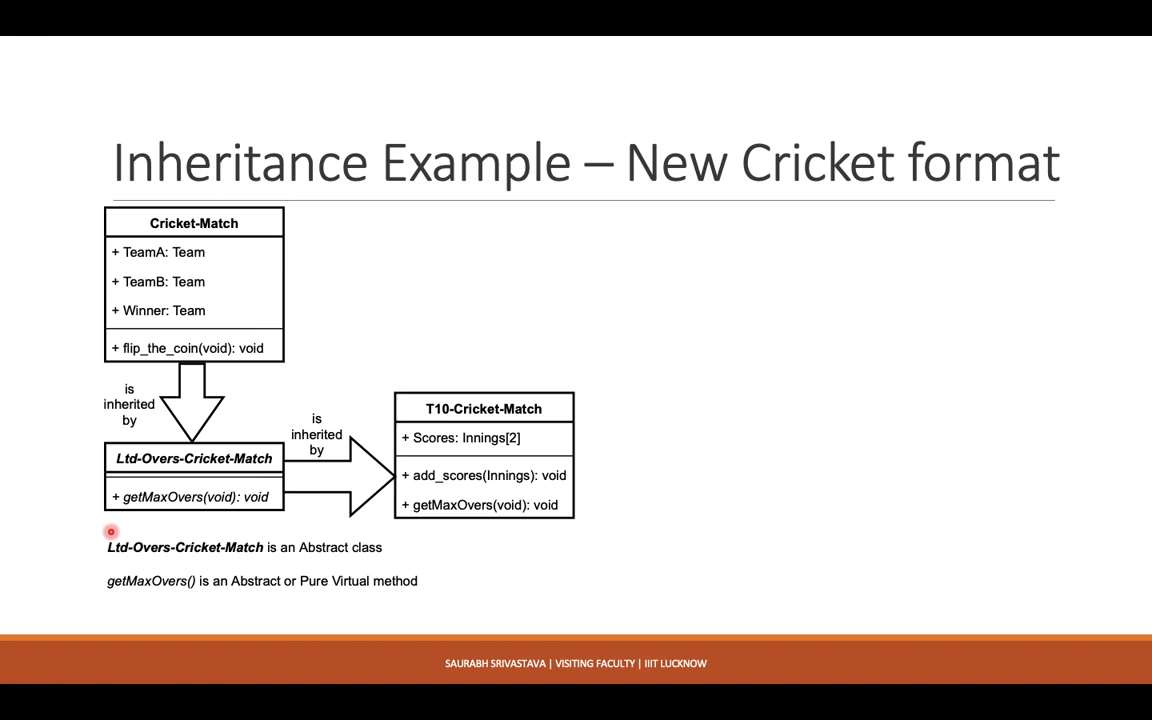 Inheritance Example – New Cricket format
Cricket-Match
+ TeamA: Team
+ TeamB: Team
+ Winner: Team
+ flip_the_coin(void): void
is
inherited
by
Ltd-Overs-Cricket-Match
+ getMaxOvers(void): void
is
inherited
by
T10-Cricket-Match
+ Scores: Innings[2]
+ add_scores(Innings): void
+ getMaxOvers(void): void
Ltd-Overs-Cricket-Match is an Abstract class
getMaxOvers() is an Abstract or Pure Virtual method
SAURABH SRIVASTAVA | VISITING FACULTY | IIIT LUCKNOW